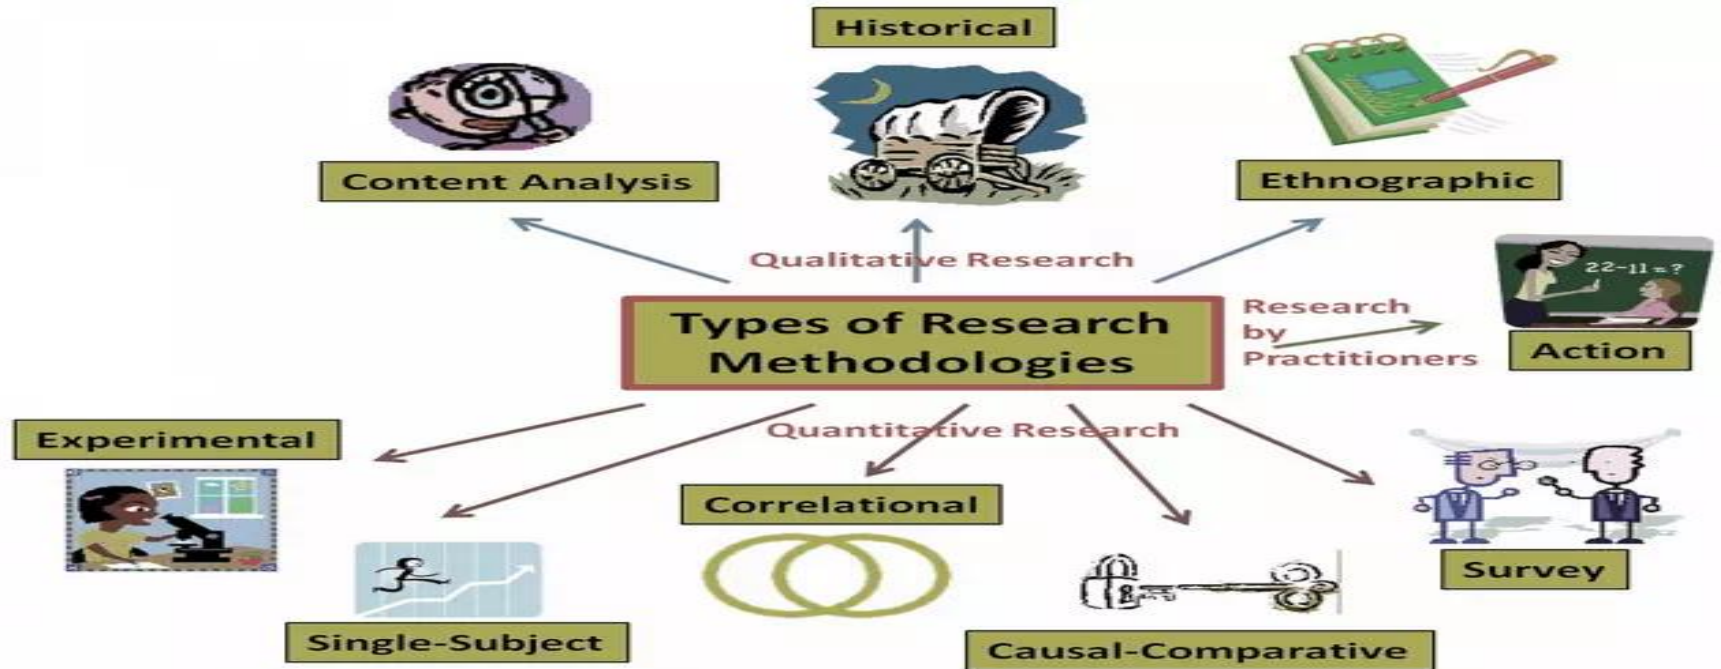 Historical
Content Analysis
Ethnographic
Qualitative Research
22-11=?
Types of Research
Methodologies
Research
by
Practitioners
Action
Experimental
Quantitative Research
Correlational
Survey
Single-Subject
Causal-Comparative